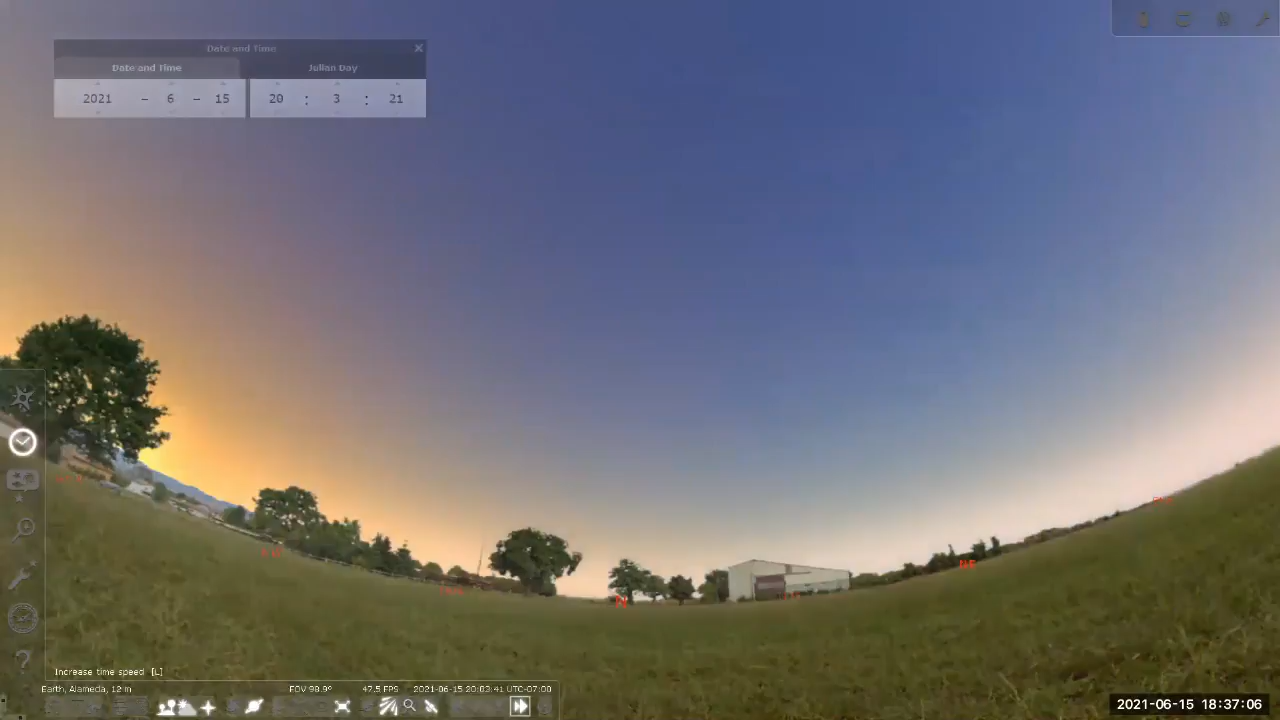 Date and Time
Date and Time
Julian Day
2021 - 6 - 15
20 : 3 : 21
N
NE
Increase time speed [L]
Earth, Alameda, 12 m
FOV 98.9°
47.5 FPS
2021-06-15 20:03:41 UTC-07:00
2021-06-15 18:37:06